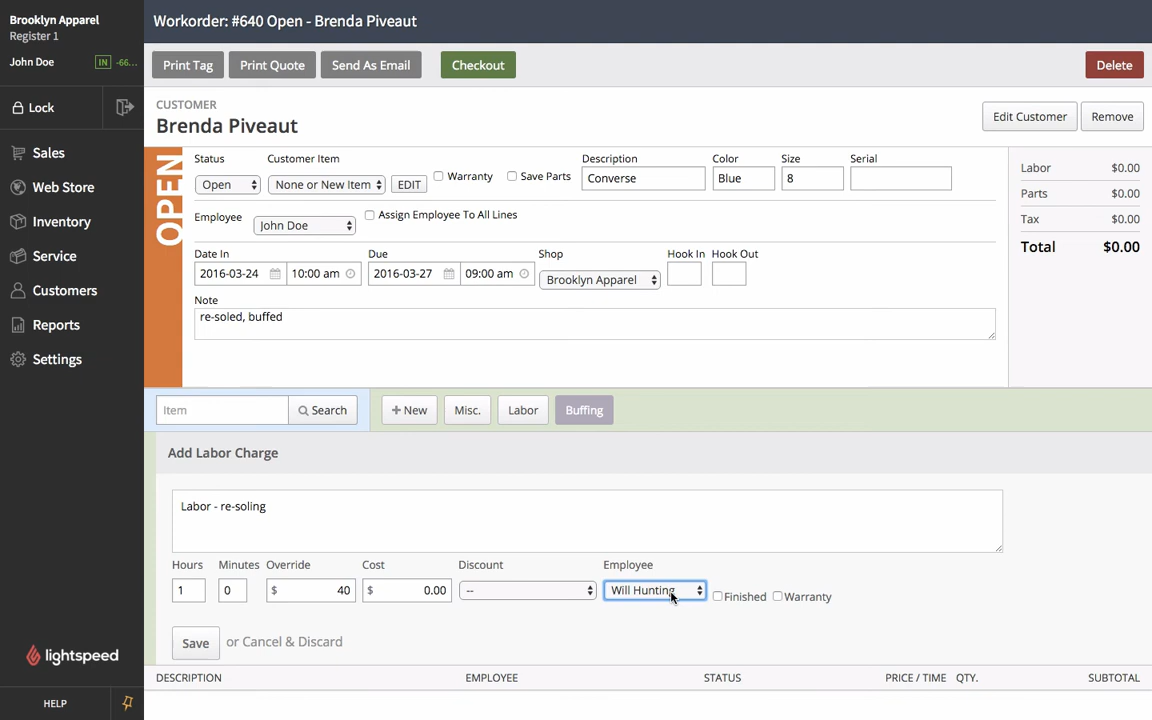 Brooklyn Apparel
Register 1
John Doe IN -66...
Lock
Sales
Web Store
Inventory
Service
Customers
Reports
Settings
lightspeed
HELP
Workorder: #640 Open - Brenda Piveaut
Print Tag Print Quote Send As Email Checkout Delete
CUSTOMER
Brenda Piveaut
Edit Customer Remove
OPEN
Status Customer Item Warranty Save Parts Description Color Size Serial
Open None or New Item EDIT Converse Blue 8
Employee John Doe Assign Employee To All Lines
Date In Due Shop Hook In Hook Out
2016-03-24 10:00 am 2016-03-27 09:00 am Brooklyn Apparel
Note
re-soled, buffed
Labor $0.00
Parts $0.00
Tax $0.00
Total $0.00
Item Search + New Misc. Labor Buffing
Add Labor Charge
Labor - re-soling
Hours Minutes Override Cost Discount Employee
1 0 $ 40 $ 0.00 -- Will Hunting Finished Warranty
Save or Cancel & Discard
DESCRIPTION EMPLOYEE STATUS PRICE / TIME QTY. SUBTOTAL